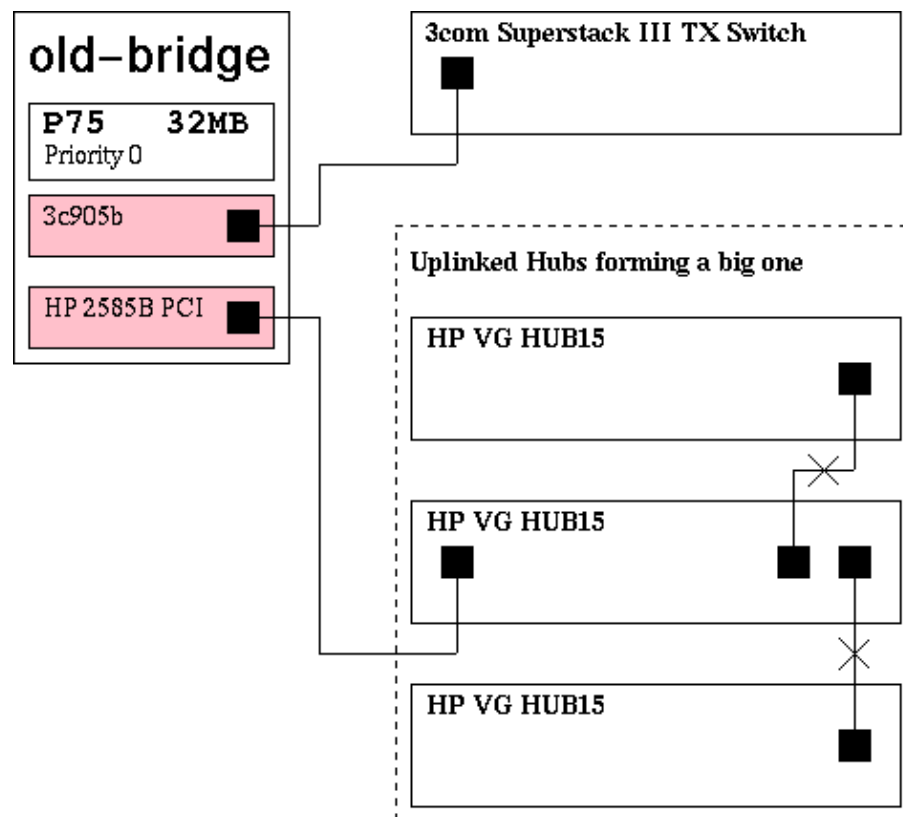 old-bridge
P75 32MB
Priority 0
3c905b
HP 2585B PCI
3com Superstack III TX Switch
Uplinked Hubs forming a big one
HP VG HUB15
HP VG HUB15
HP VG HUB15